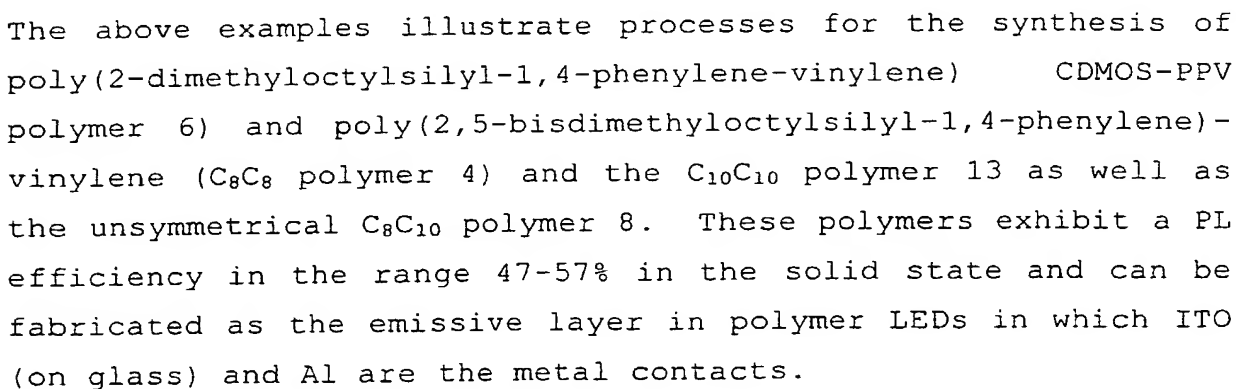 The above examples illustrate processes for the synthesis of
poly(2-dimethyloctylsilyl-1,4-phenylene-vinylene) CDMOS-PPV
polymer 6) and poly(2,5-bisdimethyloctylsilyl-1,4-phenylene)-
vinylene (C₈C₈ polymer 4) and the C₁₀C₁₀ polymer 13 as well as
the unsymmetrical C₈C₁₀ polymer 8. These polymers exhibit a PL
efficiency in the range 47-57% in the solid state and can be
fabricated as the emissive layer in polymer LEDs in which ITO
(on glass) and Al are the metal contacts.